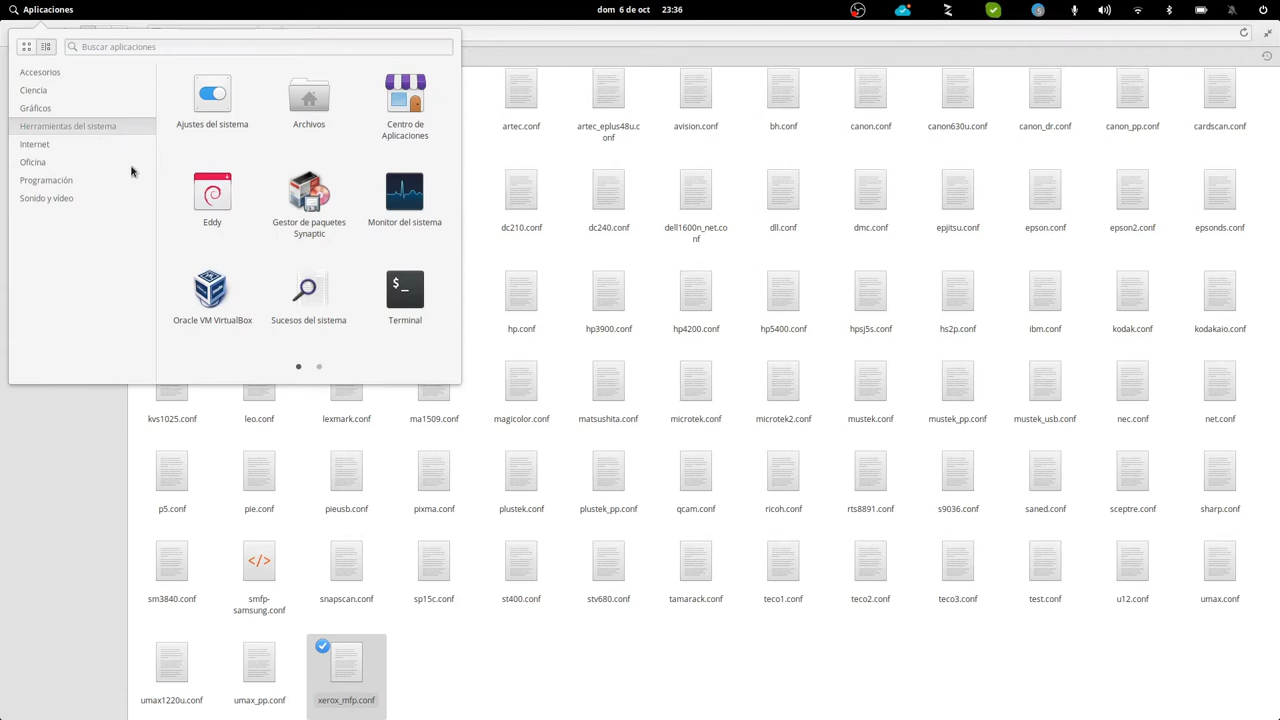 Aplicaciones
dom 6 de oct 23:36
Buscar aplicaciones
Accesorios
Ciencia
Gráficos
Herramientas del sistema
Internet
Oficina
Programación
Sonido y vídeo
Ajustes del sistema
Archivos
Centro de
Aplicaciones
Eddy
Gestor de paquetes
Synaptic
Monitor del sistema
Oracle VM VirtualBox
Sucesos del sistema
$_
Terminal
artec.conf
artec_eplus48u.c
onf
avision.conf
bh.conf
canon.conf
canon630u.conf
canon_dr.conf
canon_pp.conf
cardscan.conf
dc210.conf
dc240.conf
dell1600n_net.co
nf
dll.conf
dmc.conf
epjitsu.conf
epson.conf
epson2.conf
epsonds.conf
hp.conf
hp3900.conf
hp4200.conf
hp5400.conf
hpsj5s.conf
hs2p.conf
ibm.conf
kodak.conf
kodakaio.conf
kvs1025.conf
leo.conf
lexmark.conf
ma1509.conf
magicolor.conf
matsushita.conf
microtek.conf
microtek2.conf
mustek.conf
mustek_pp.conf
mustek_usb.conf
nec.conf
net.conf
p5.conf
pie.conf
pieusb.conf
pixma.conf
plustek.conf
plustek_pp.conf
qcam.conf
ricoh.conf
rts8891.conf
s9036.conf
saned.conf
sceptre.conf
sharp.conf
sm3840.conf
</>
smfp-
samsung.conf
snapscan.conf
sp15c.conf
st400.conf
stv680.conf
tamarack.conf
teco1.conf
teco2.conf
teco3.conf
test.conf
u12.conf
umax.conf
umax1220u.conf
umax_pp.conf
xerox_mfp.conf